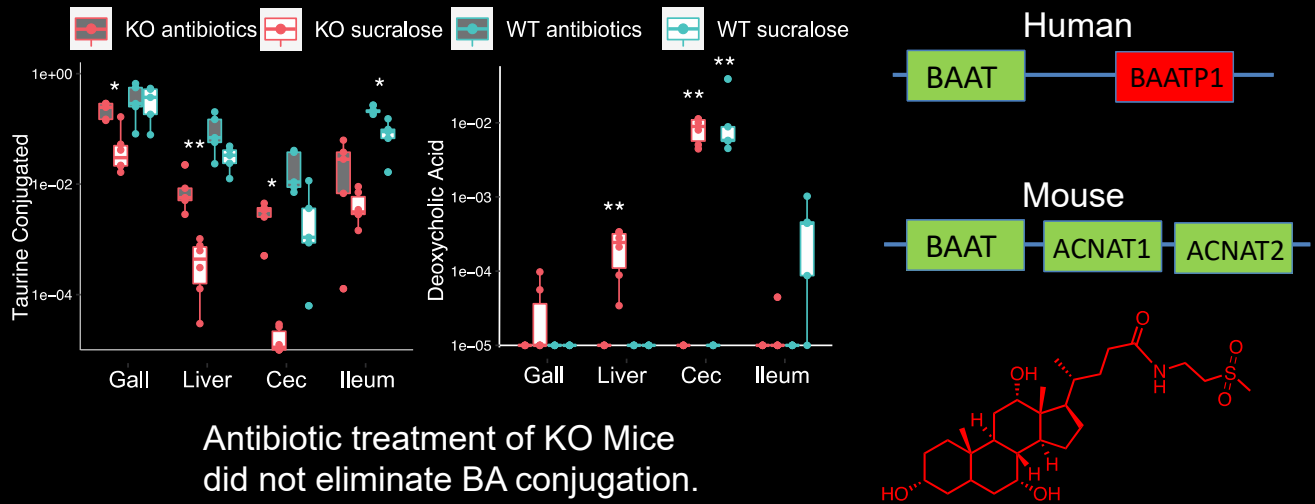 KO antibiotics KO sucralose WT antibiotics WT sucralose
Taurine Conjugated
1e+00
1e-02
1e-04
*
**
*
*
Gall Liver Cec Ileum
Deoxycholic Acid
1e-02
1e-03
1e-04
1e-05
**
**
**
Gall Liver Cec Ileum
Antibiotic treatment of KO Mice
did not eliminate BA conjugation.
Human
BAAT BAATP1
Mouse
BAAT ACNAT1 ACNAT2
O
O
N
H
S
O
OH
H
H
H
HO
OH